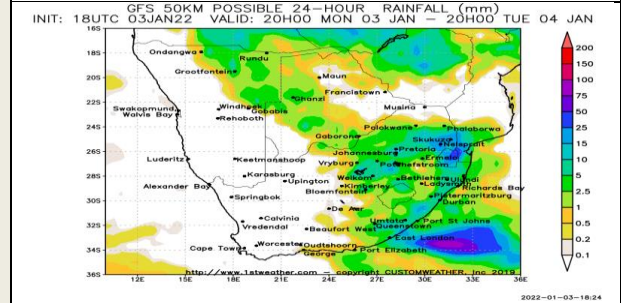 GFS 50KM POSSIBLE 24-HOUR RAINFALL (mm)
INIT: 18UTC 03JAN22 VALID: 20H00 MON 03 JAN - 20H00 TUE 04 JAN
16S
18S
20S
22S
24S
26S
28S
30S
32S
34S
36S
Ondangwa
Rundu
Grootfontein
Maun
Francistown
Ghanzi
Musina
Windhoek
Gobabis
Swakopmund
Walvis Bay
Rehoboth
Polokwane
Phalaborwa
Gaborone
Skukuza
Nelspruit
Pretoria
Johannesburg
Ermelo
Luderitz
Keetmanshoop
Vryburg
Potchefstroom
Karasburg
Upington
Welkom
Bethlehem
Ulundi
Alexander Bay
Kimberley
Ladysmith
Richards Bay
Bloemfontein
Springbok
Pietermaritzburg
Durban
De Aar
Calvinia
Umtata
Port St Johns
Vredendal
Queenstown
Beaufort West
East London
Cape Town
Worcester
Oudtshoorn
George
Port Elizabeth
http://www.1stweather.com - copyright CUSTOMWEATHER, Inc 2019
12E 15E 18E 21E 24E 27E 30E 33E 36E
200
150
100
75
50
25
15
10
5
2.5
1
0.5
0.2
0.1
2022-01-03-18:24